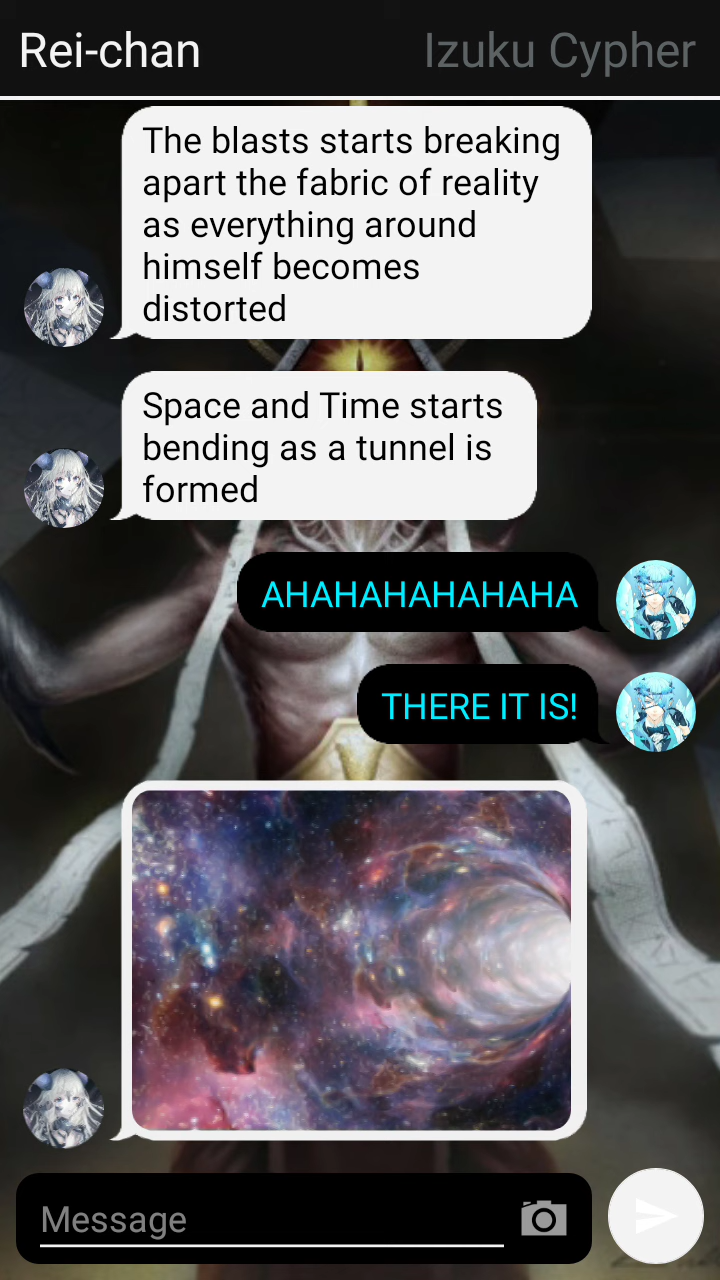 Rei-chan
Izuku Cypher
The blasts starts breaking
apart the fabric of reality
as everything around
himself becomes
distorted
Space and Time starts
bending as a tunnel is
formed
AHAHAHAHAHAHA
THERE IT IS!
Message